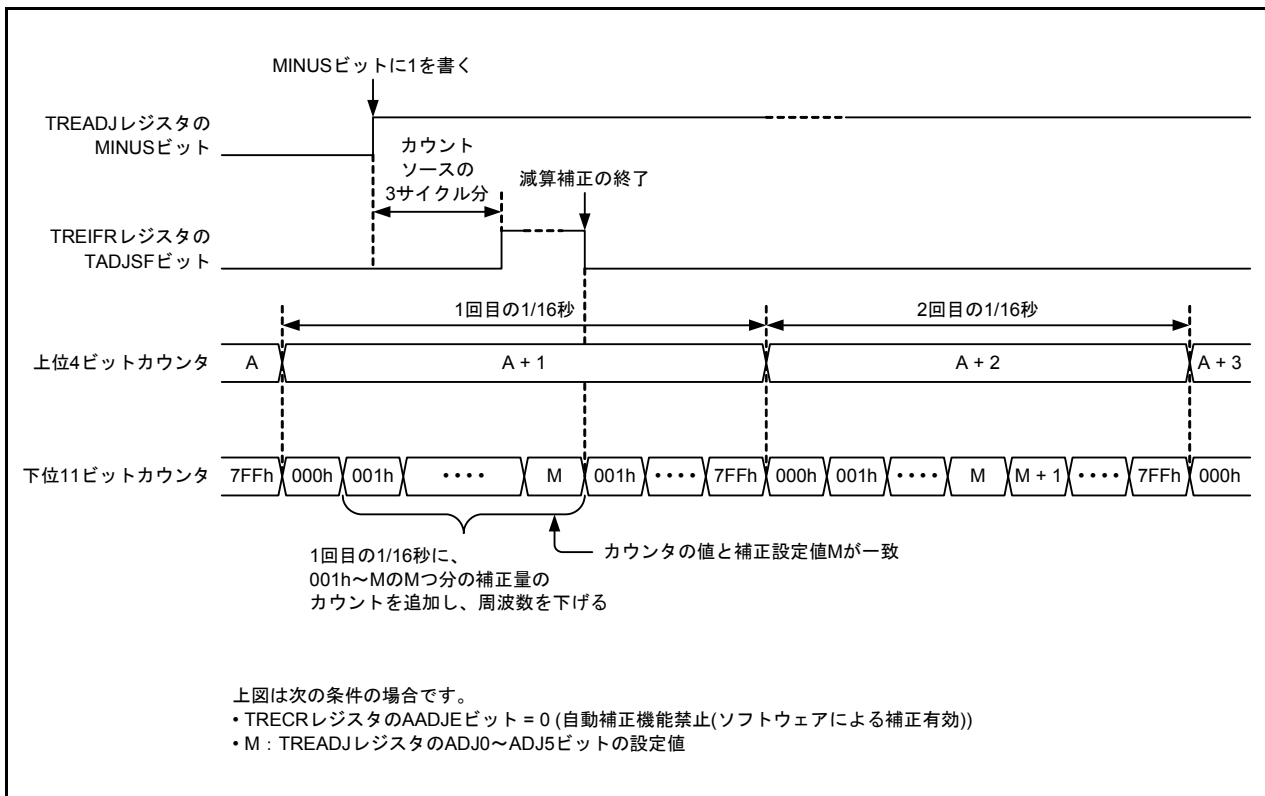 MINUSビットに1を書く
TREADJレジスタの
MINUSビット
カウント
ソースの
3サイクル分
減算補正の終了
TREIFRレジスタの
TADJSFビット
1回目の1/16秒
2回目の1/16秒
上位4ビットカウンタ
A
A + 1
A + 2
A + 3
下位11ビットカウンタ
7FFh
000h
001h
････
M
001h
････
7FFh
000h
001h
････
M
M + 1
････
7FFh
000h
カウンタの値と補正設定値Mが一致
1回目の1/16秒に、
001h～MのMつ分の補正量の
カウントを追加し、周波数を下げる
上図は次の条件の場合です。
• TRECRレジスタのAADJEビット = 0 (自動補正機能禁止(ソフトウェアによる補正有効))
• M : TREADJレジスタのADJ0～ADJ5ビットの設定値